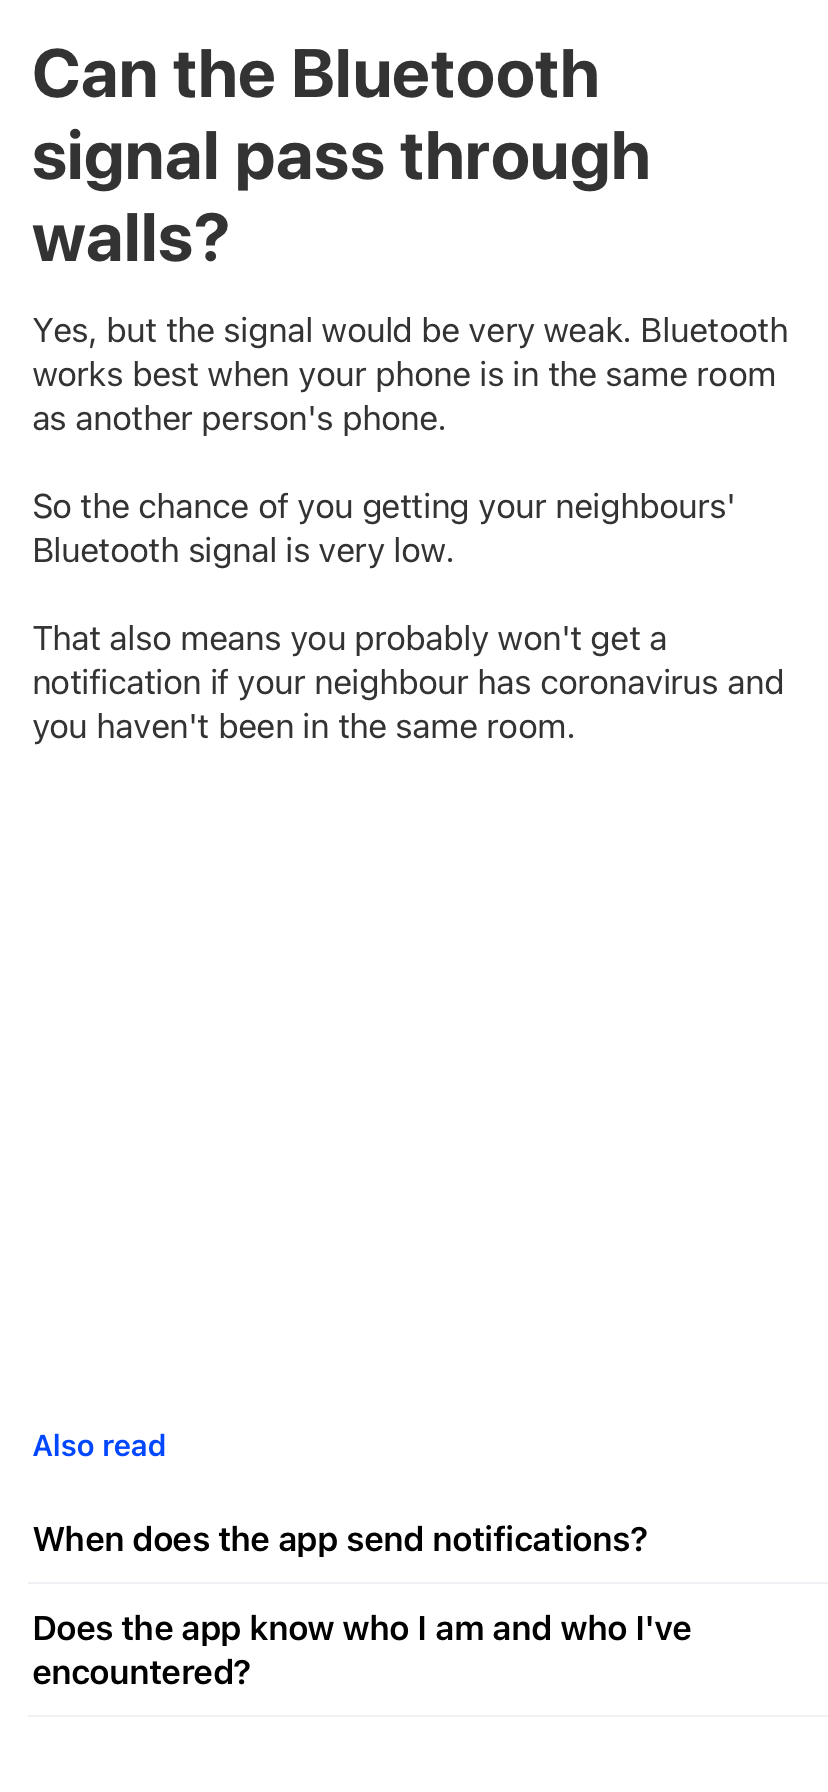 Can the Bluetooth
signal pass through
walls?
Yes, but the signal would be very weak. Bluetooth
works best when your phone is in the same room
as another person's phone.
So the chance of you getting your neighbours'
Bluetooth signal is very low.
That also means you probably won't get a
notification if your neighbour has coronavirus and
you haven't been in the same room.
Also read
When does the app send notifications?
Does the app know who I am and who I've
encountered?